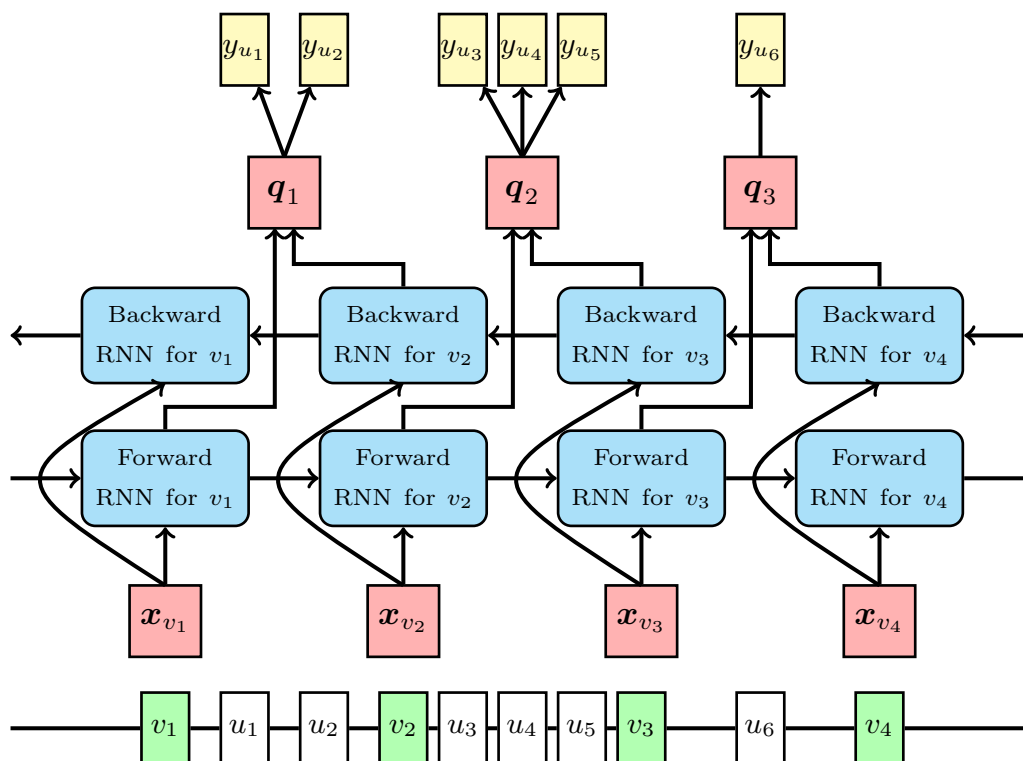 y_{u_1} y_{u_2} y_{u_3} y_{u_4} y_{u_5} y_{u_6}
q_1 q_2 q_3
Backward
RNN for v_1
Backward
RNN for v_2
Backward
RNN for v_3
Backward
RNN for v_4
Forward
RNN for v_1
Forward
RNN for v_2
Forward
RNN for v_3
Forward
RNN for v_4
x_{v_1} x_{v_2} x_{v_3} x_{v_4}
v_1 u_1 u_2 v_2 u_3 u_4 u_5 v_3 u_6 v_4